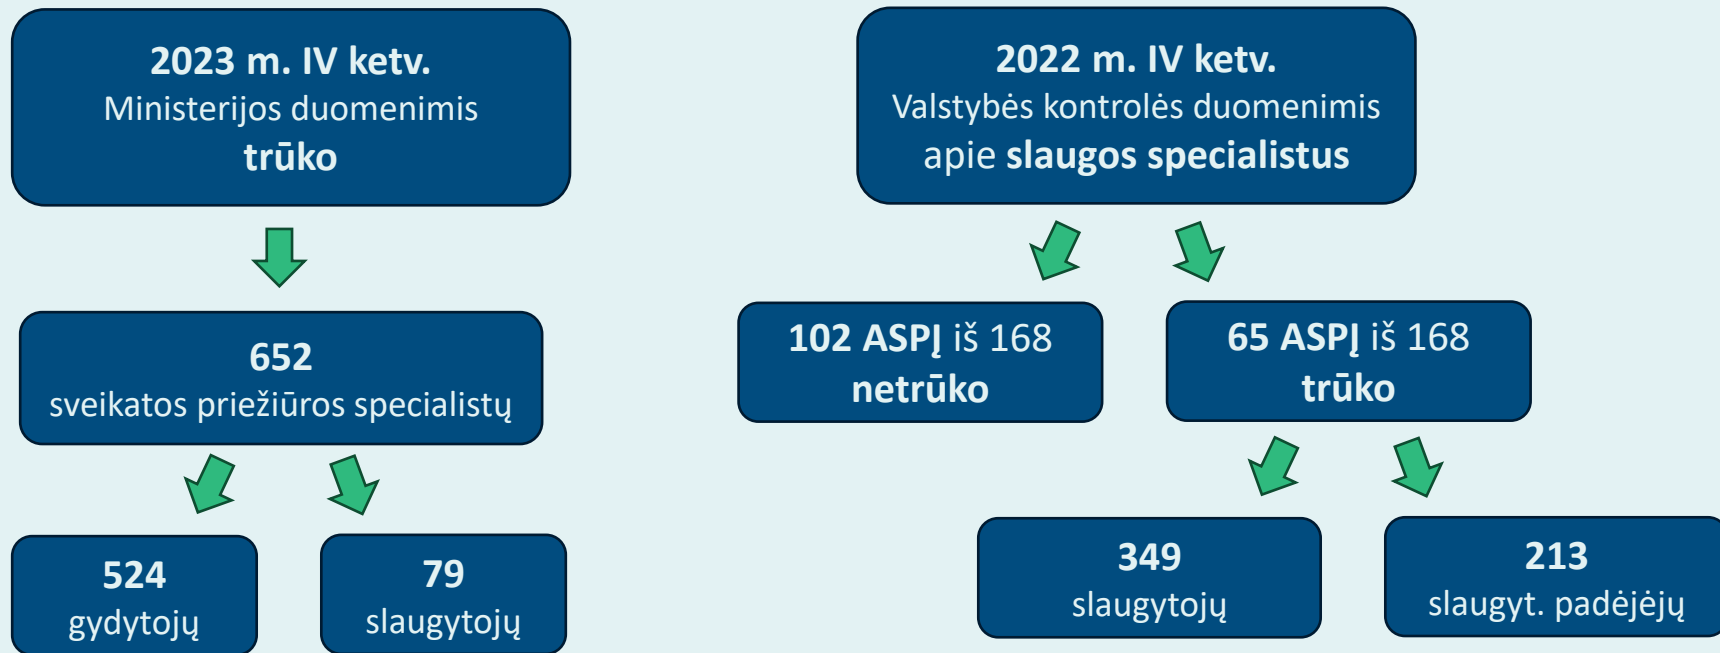 2023 m. IV ketv.
Ministerijos duomenimis
trūko
652
sveikatos priežiūros specialistų
524
gydytojų
79
slaugytojų
2022 m. IV ketv.
Valstybės kontrolės duomenimis
apie slaugos specialistus
102 ASPĮ iš 168
netrūko
65 ASPĮ iš 168
trūko
349
slaugytojų
213
slaugyt. padėjėjų